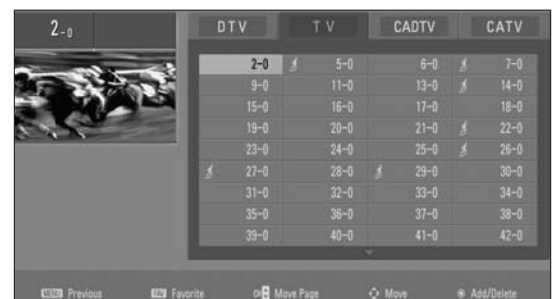 2-0
DTV TV CADTV CATV
2-0 5-0 6-0 7-0
9-0 11-0 13-0 14-0
15-0 16-0 17-0 18-0
19-0 20-0 21-0 22-0
23-0 24-0 25-0 26-0
27-0 28-0 29-0 30-0
31-0 32-0 33-0 34-0
35-0 36-0 37-0 38-0
39-0 40-0 41-0 42-0
MENU Previous FAV Favorite CH Move Page Move Add/Delete